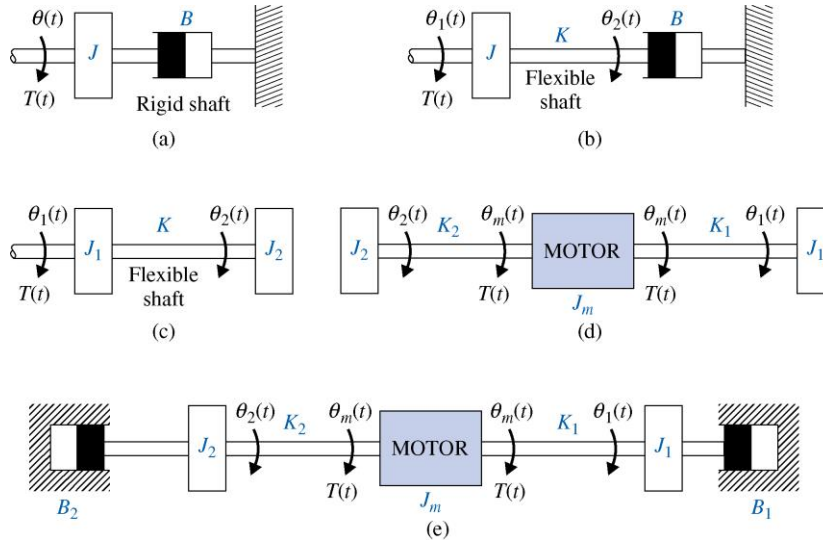 θ(t) B
J
T(t) Rigid shaft
(a)
θ₁(t) K θ₂(t) B
J
T(t) Flexible
shaft
(b)
θ₁(t) K θ₂(t)
J₁ J₂
T(t) Flexible
shaft
(c)
θ₂(t) K₂ θₘ(t) θₘ(t) K₁ θ₁(t)
J₂ MOTOR J₁
T(t) Jₘ T(t)
(d)
θ₂(t) K₂ θₘ(t) θₘ(t) K₁ θ₁(t)
J₂ MOTOR J₁
B₂ T(t) Jₘ T(t) B₁
(e)